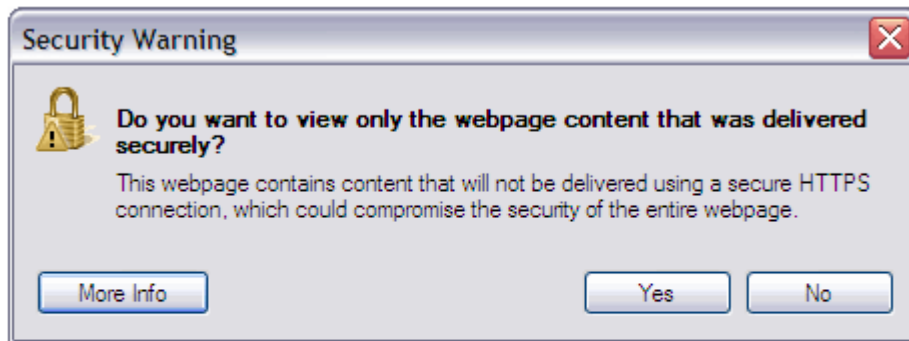 Security Warning
Do you want to view only the webpage content that was delivered
securely?
This webpage contains content that will not be delivered using a secure HTTPS
connection, which could compromise the security of the entire webpage.
More Info
Yes
No